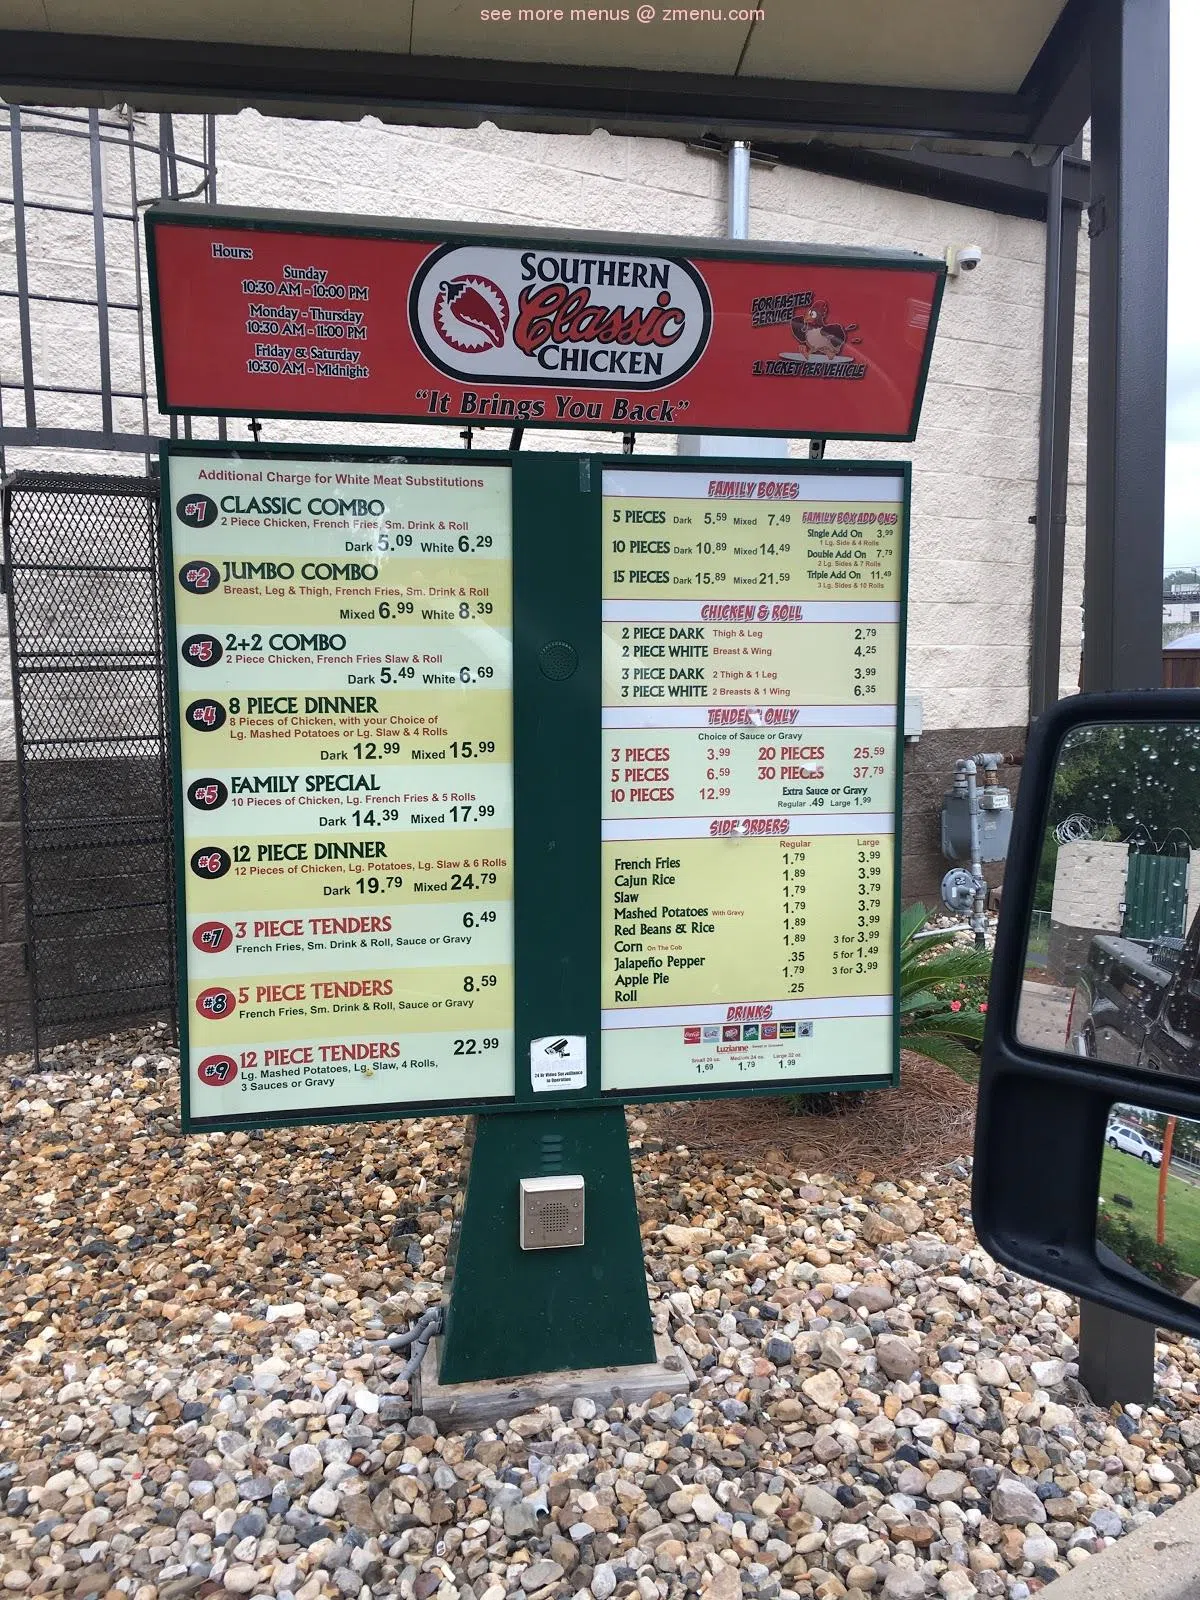 see more menus @ zmenu.com
Hours:
Sunday
10:30 AM - 10:00 PM
Monday - Thursday
10:30 AM - 11:00 PM
Friday & Saturday
10:30 AM - Midnight
SOUTHERN
Classic
CHICKEN
"It Brings You Back"
FOR FASTER
SERVICE
1 TICKET PER VEHICLE
Additional Charge for White Meat Substitutions
#1 CLASSIC COMBO
2 Piece Chicken, French Fries, Sm. Drink & Roll
Dark 5.09 White 6.29
#2 JUMBO COMBO
Breast, Leg & Thigh, French Fries, Sm. Drink & Roll
Mixed 6.99 White 8.39
#3 2+2 COMBO
2 Piece Chicken, French Fries Slaw & Roll
Dark 5.49 White 6.69
#4 8 PIECE DINNER
8 Pieces of Chicken, with your Choice of
Lg. Mashed Potatoes or Lg. Slaw & 4 Rolls
Dark 12.99 Mixed 15.99
#5 FAMILY SPECIAL
10 Pieces of Chicken, Lg. French Fries & 5 Rolls
Dark 14.39 Mixed 17.99
#6 12 PIECE DINNER
12 Pieces of Chicken, Lg. Potatoes, Lg. Slaw & 6 Rolls
Dark 19.79 Mixed 24.79
#7 3 PIECE TENDERS 6.49
French Fries, Sm. Drink & Roll, Sauce or Gravy
#8 5 PIECE TENDERS 8.59
French Fries, Sm. Drink & Roll, Sauce or Gravy
#9 12 PIECE TENDERS 22.99
Lg. Mashed Potatoes, Lg. Slaw, 4 Rolls,
3 Sauces or Gravy
24 Hr Video Surveillance
In Operation
FAMILY BOXES
5 PIECES Dark 5.59 Mixed 7.49
10 PIECES Dark 10.89 Mixed 14.49
15 PIECES Dark 15.89 Mixed 21.59
FAMILY BOX ADD ONS
Single Add On 3.99
1 Lg. Side & 4 Rolls
Double Add On 7.79
2 Lg. Sides & 7 Rolls
Triple Add On 11.49
3 Lg. Sides & 10 Rolls
CHICKEN & ROLL
2 PIECE DARK Thigh & Leg 2.79
2 PIECE WHITE Breast & Wing 4.25
3 PIECE DARK 2 Thigh & 1 Leg 3.99
3 PIECE WHITE 2 Breasts & 1 Wing 6.35
TENDERS ONLY
Choice of Sauce or Gravy
3 PIECES 3.99 20 PIECES 25.59
5 PIECES 6.59 30 PIECES 37.79
10 PIECES 12.99 Extra Sauce or Gravy
Regular .49 Large 1.99
SIDE ORDERS
Regular Large
French Fries 1.79 3.99
Cajun Rice 1.89 3.99
Slaw 1.79 3.79
Mashed Potatoes With Gravy 1.79 3.79
Red Beans & Rice 1.89 3.99
Corn On The Cob 1.89 3 for 3.99
Jalapeño Pepper .35 5 for 1.49
Apple Pie 1.79 3 for 3.99
Roll .25
DRINKS
Luzianne
Small 20 oz. Medium 24 oz. Large 32 oz.
1.69 1.79 1.99